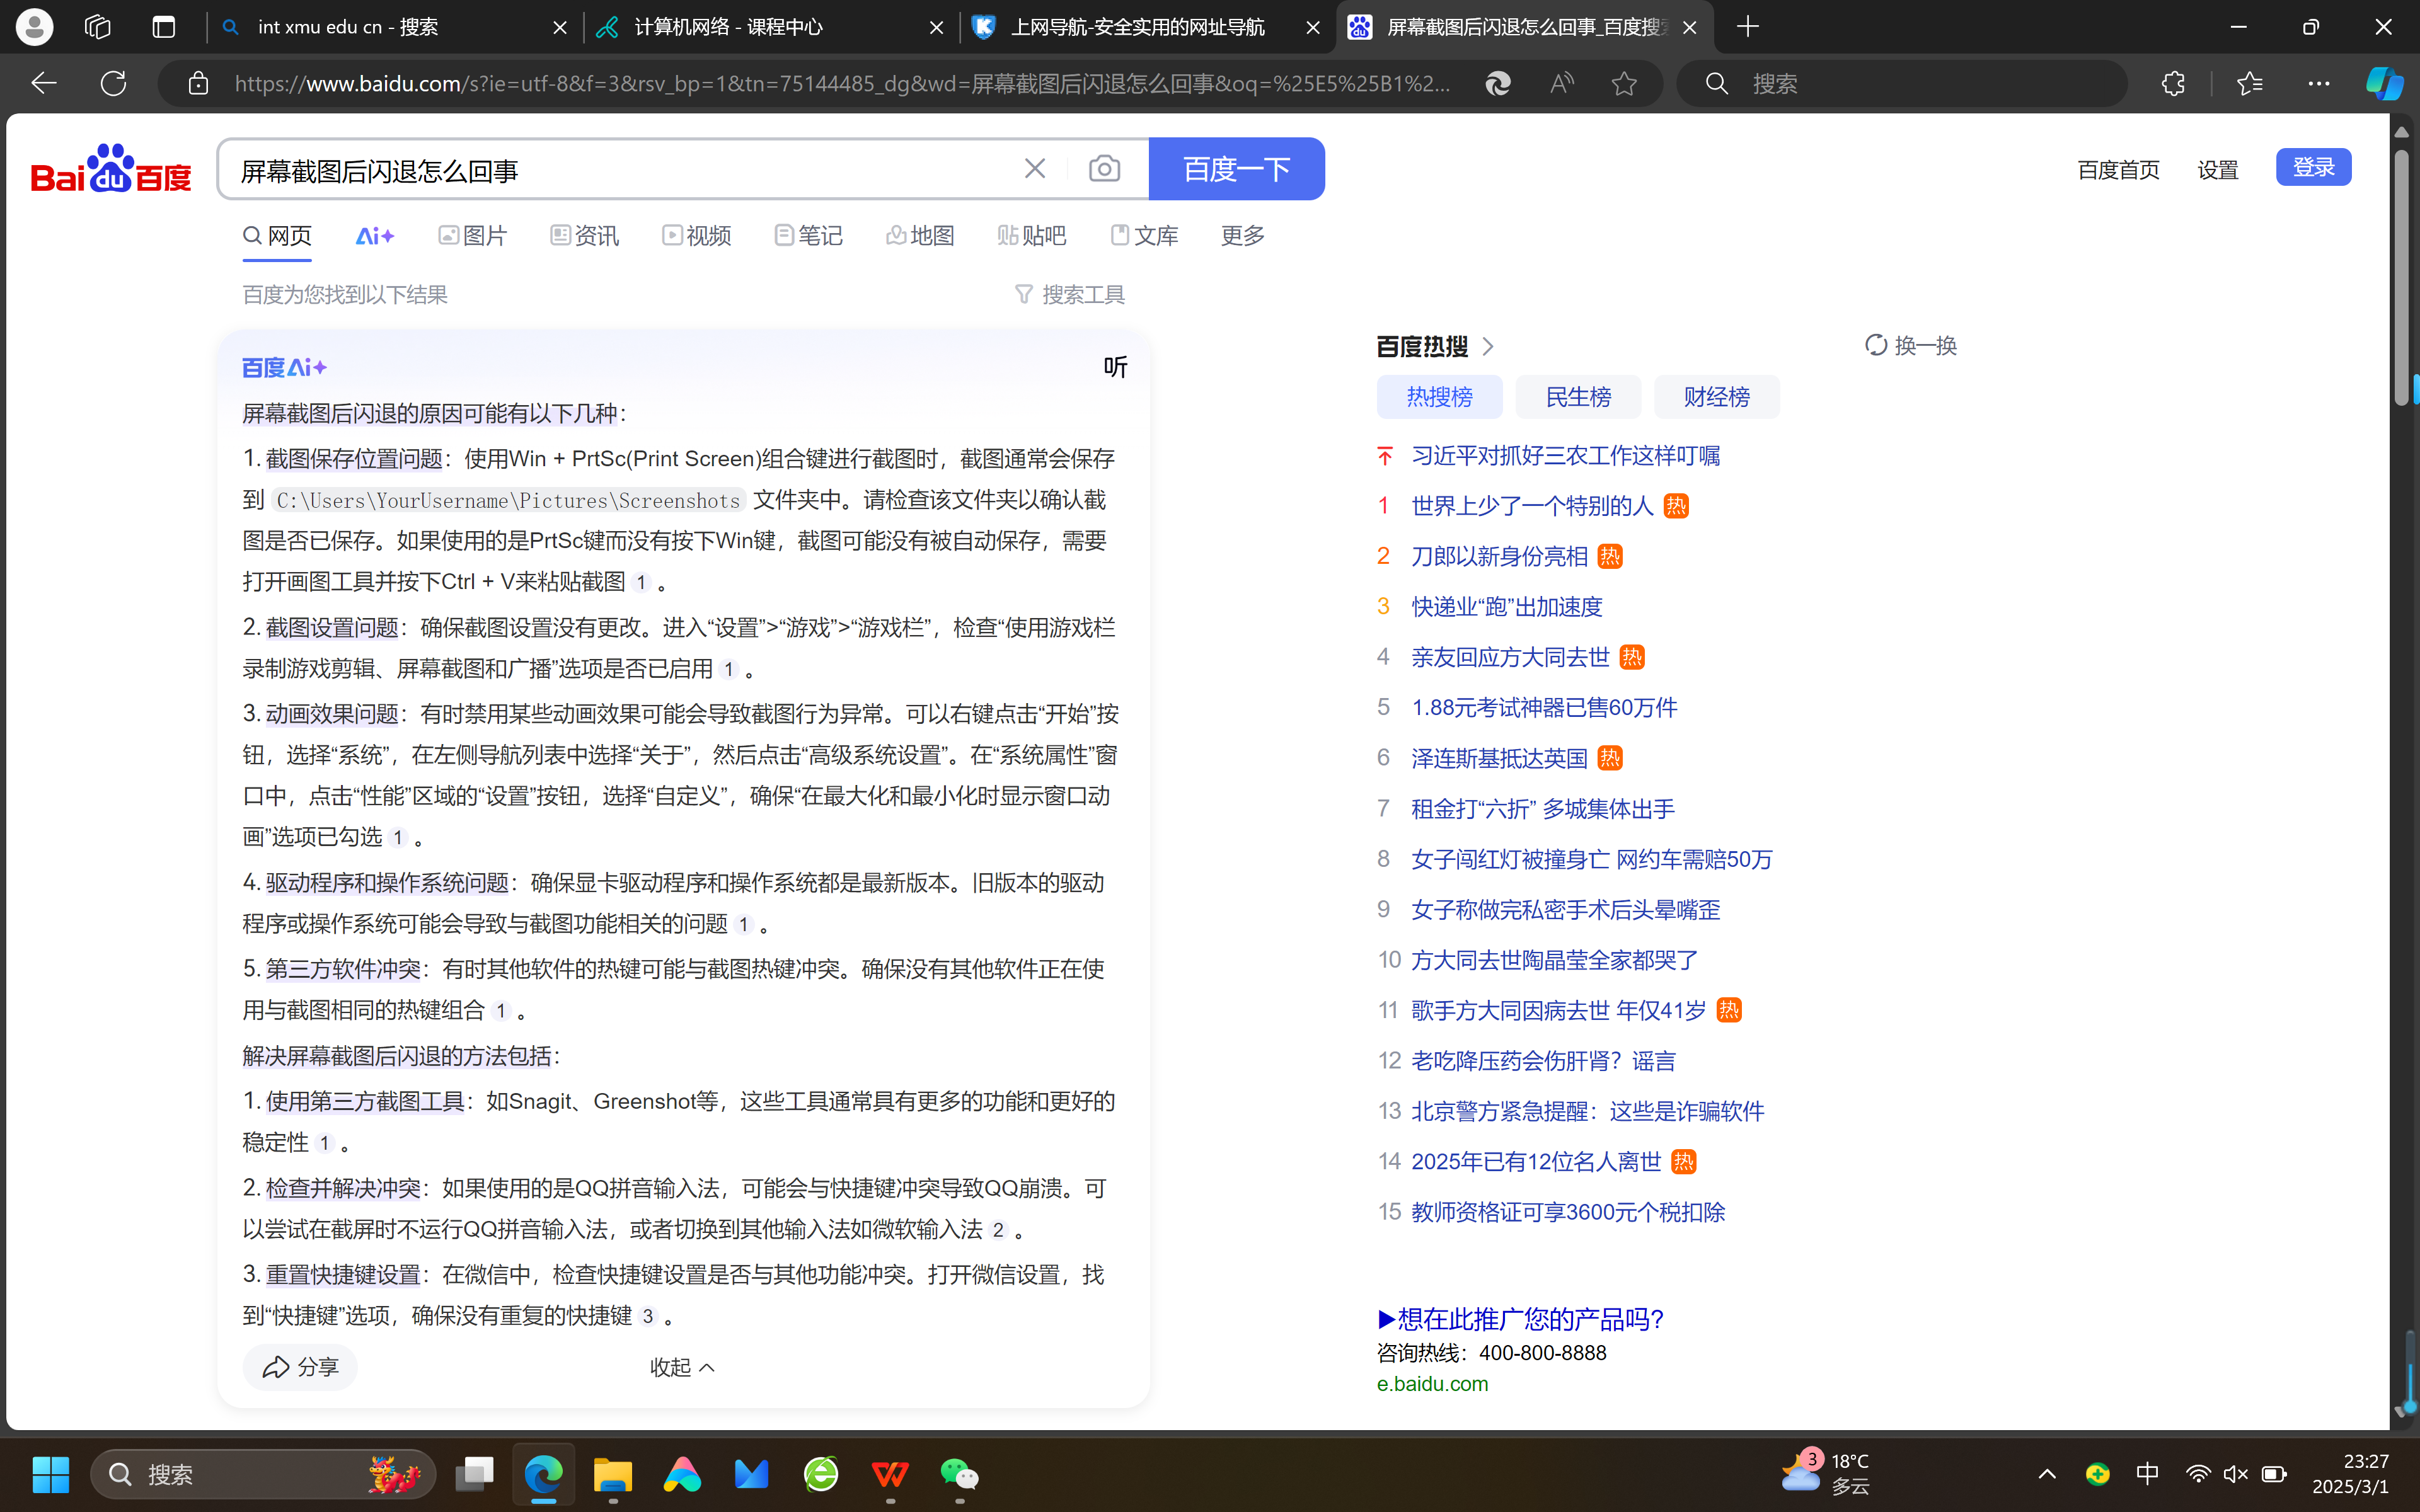 int xmu edu cn - 搜索
计算机网络 - 课程中心
上网导航-安全实用的网址导航
屏幕截图后闪退怎么回事_百度搜索
https://www.baidu.com/s?ie=utf-8&f=3&rsv_bp=1&tn=75144485_dg&wd=屏幕截图后闪退怎么回事&oq=%25E5%25B1%2...
搜索
Bai du 百度
屏幕截图后闪退怎么回事
百度一下
百度首页
设置
登录
网页
Ai+
图片
资讯
视频
笔记
地图
贴吧
文库
更多
百度为您找到以下结果
搜索工具
百度Ai+
听
屏幕截图后闪退的原因可能有以下几种：
1. 截图保存位置问题：使用Win + PrtSc(Print Screen)组合键进行截图时，截图通常会保存
到 C:\Users\YourUsername\Pictures\Screenshots 文件夹中。请检查该文件夹以确认截
图是否已保存。如果使用的是PrtSc键而没有按下Win键，截图可能没有被自动保存，需要
打开画图工具并按下Ctrl + V来粘贴截图 1 。
2. 截图设置问题：确保截图设置没有更改。进入“设置”>“游戏”>“游戏栏”，检查“使用游戏栏
录制游戏剪辑、屏幕截图和广播”选项是否已启用 1 。
3. 动画效果问题：有时禁用某些动画效果可能会导致截图行为异常。可以右键点击“开始”按
钮，选择“系统”，在左侧导航列表中选择“关于”，然后点击“高级系统设置”。在“系统属性”窗
口中，点击“性能”区域的“设置”按钮，选择“自定义”，确保“在最大化和最小化时显示窗口动
画”选项已勾选 1 。
4. 驱动程序和操作系统问题：确保显卡驱动程序和操作系统都是最新版本。旧版本的驱动
程序或操作系统可能会导致与截图功能相关的问题 1 。
5. 第三方软件冲突：有时其他软件的热键可能与截图热键冲突。确保没有其他软件正在使
用与截图相同的热键组合 1 。
解决屏幕截图后闪退的方法包括：
1. 使用第三方截图工具：如Snagit、Greenshot等，这些工具通常具有更多的功能和更好的
稳定性 1 。
2. 检查并解决冲突：如果使用的是QQ拼音输入法，可能会与快捷键冲突导致QQ崩溃。可
以尝试在截屏时不运行QQ拼音输入法，或者切换到其他输入法如微软输入法 2 。
3. 重置快捷键设置：在微信中，检查快捷键设置是否与其他功能冲突。打开微信设置，找
到“快捷键”选项，确保没有重复的快捷键 3 。
分享
收起
百度热搜
换一换
热搜榜
民生榜
财经榜
习近平对抓好三农工作这样叮嘱
1 世界上少了一个特别的人 热
2 刀郎以新身份亮相 热
3 快递业“跑”出加速度
4 亲友回应方大同去世 热
5 1.88元考试神器已售60万件
6 泽连斯基抵达英国 热
7 租金打“六折” 多城集体出手
8 女子闯红灯被撞身亡 网约车需赔50万
9 女子称做完私密手术后头晕嘴歪
10 方大同去世陶晶莹全家都哭了
11 歌手方大同因病去世 年仅41岁 热
12 老吃降压药会伤肝肾？谣言
13 北京警方紧急提醒：这些是诈骗软件
14 2025年已有12位名人离世 热
15 教师资格证可享3600元个税扣除
▶想在此推广您的产品吗?
咨询热线：400-800-8888
e.baidu.com
搜索
3
18°C
多云
中
23:27
2025/3/1